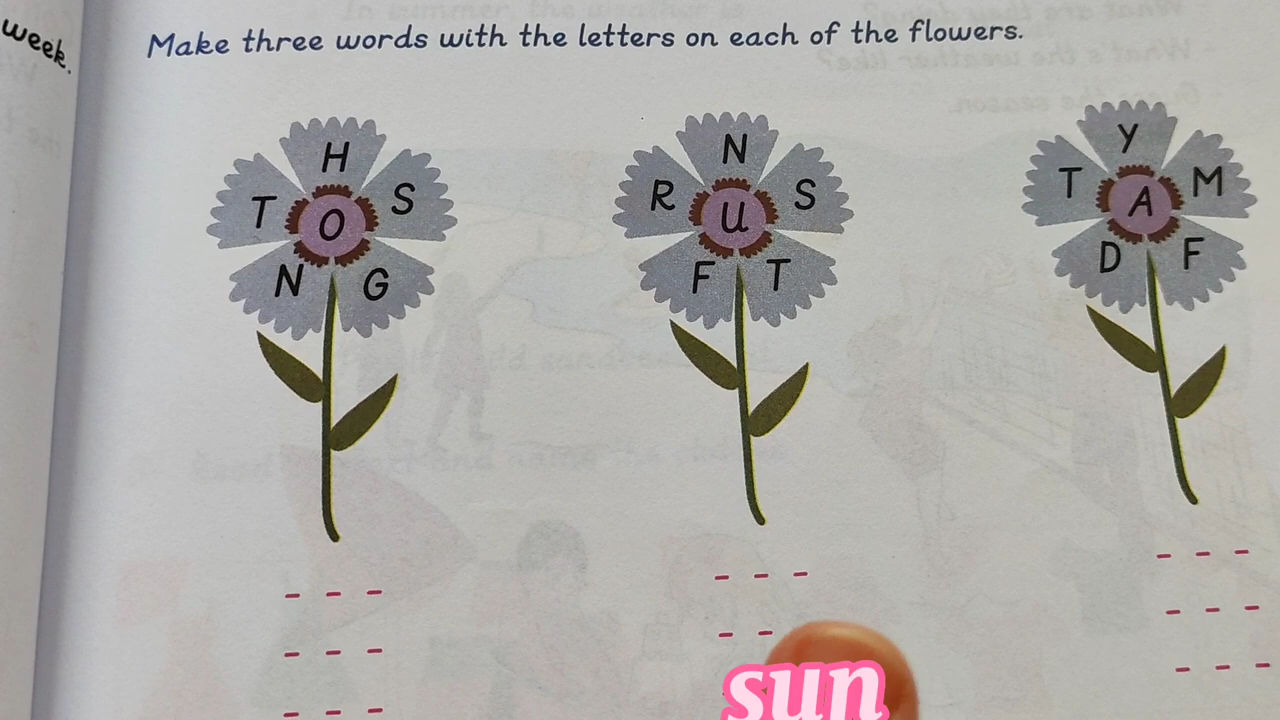 week.
Make three words with the letters on each of the flowers.
H
T O S
N G
N
R U S
F T
Y
T A M
D F
sun